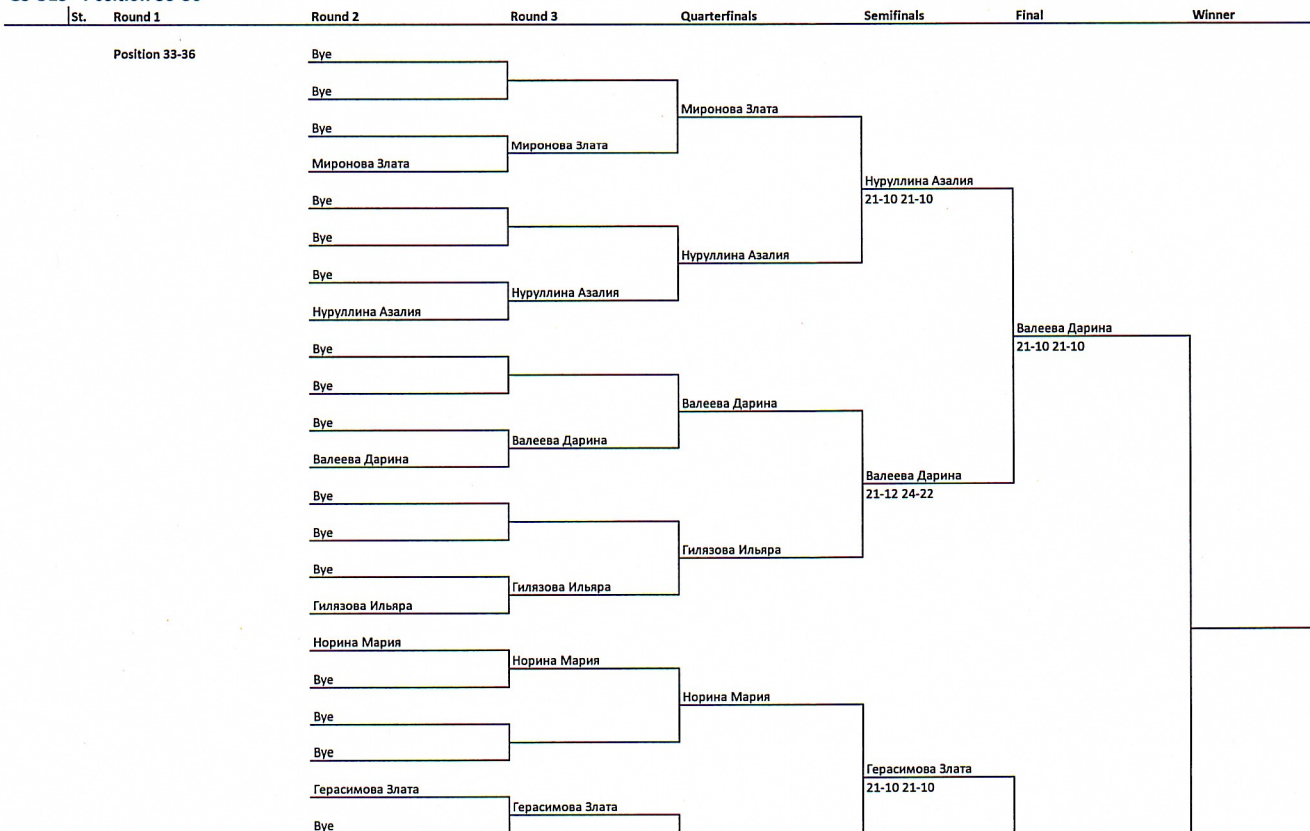 St. Round 1 Round 2 Round 3 Quarterfinals Semifinals Final Winner
Position 33-36
Bye
Bye
Миронова Злата
Bye
Миронова Злата
Миронова Злата
Нуруллина Азалия
21-10 21-10
Bye
Bye
Нуруллина Азалия
Bye
Нуруллина Азалия
Нуруллина Азалия
Валеева Дарина
21-10 21-10
Bye
Bye
Валеева Дарина
Bye
Валеева Дарина
Валеева Дарина
Валеева Дарина
21-12 24-22
Bye
Bye
Гилязова Ильяра
Bye
Гилязова Ильяра
Гилязова Ильяра
Норина Мария
Норина Мария
Bye
Норина Мария
Bye
Bye
Герасимова Злата
21-10 21-10
Герасимова Злата
Герасимова Злата
Bye